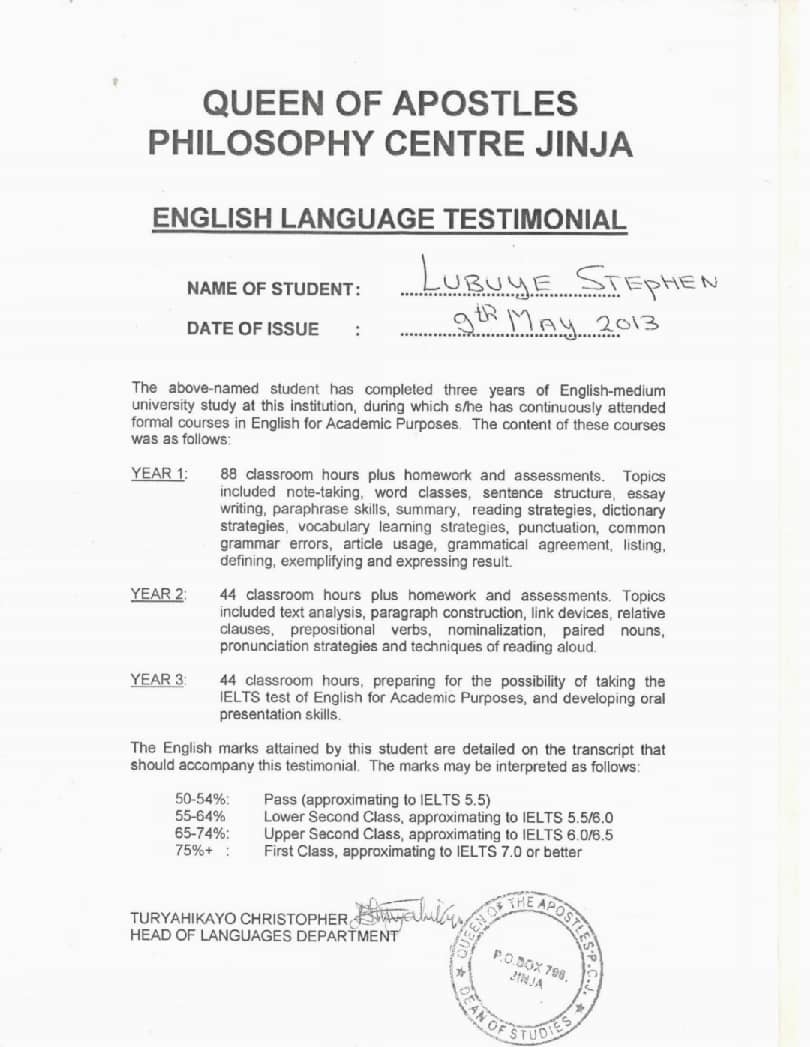 QUEEN OF APOSTLES
PHILOSOPHY CENTRE JINJA
ENGLISH LANGUAGE TESTIMONIAL
NAME OF STUDENT: LUBUYE STEPHEN
DATE OF ISSUE : 9th MAY 2013
The above-named student has completed three years of English-medium
university study at this institution, during which s/he has continuously attended
formal courses in English for Academic Purposes. The content of these courses
was as follows:
YEAR 1: 88 classroom hours plus homework and assessments. Topics
included note-taking, word classes, sentence structure, essay
writing, paraphrase skills, summary, reading strategies, dictionary
strategies, vocabulary learning strategies, punctuation, common
grammar errors, article usage, grammatical agreement, listing,
defining, exemplifying and expressing result.
YEAR 2: 44 classroom hours plus homework and assessments. Topics
included text analysis, paragraph construction, link devices, relative
clauses, prepositional verbs, nominalization, paired nouns,
pronunciation strategies and techniques of reading aloud.
YEAR 3: 44 classroom hours, preparing for the possibility of taking the
IELTS test of English for Academic Purposes, and developing oral
presentation skills.
The English marks attained by this student are detailed on the transcript that
should accompany this testimonial. The marks may be interpreted as follows:
50-54%: Pass (approximating to IELTS 5.5)
55-64% Lower Second Class, approximating to IELTS 5.5/6.0
65-74%: Upper Second Class, approximating to IELTS 6.0/6.5
75%+ : First Class, approximating to IELTS 7.0 or better
TURYAHIKAYO CHRISTOPHER
HEAD OF LANGUAGES DEPARTMENT
QUEEN OF THE APOSTLES-P.C.J.
P.O.BOX 798,
JINJA
★ DEAN OF STUDIES ★